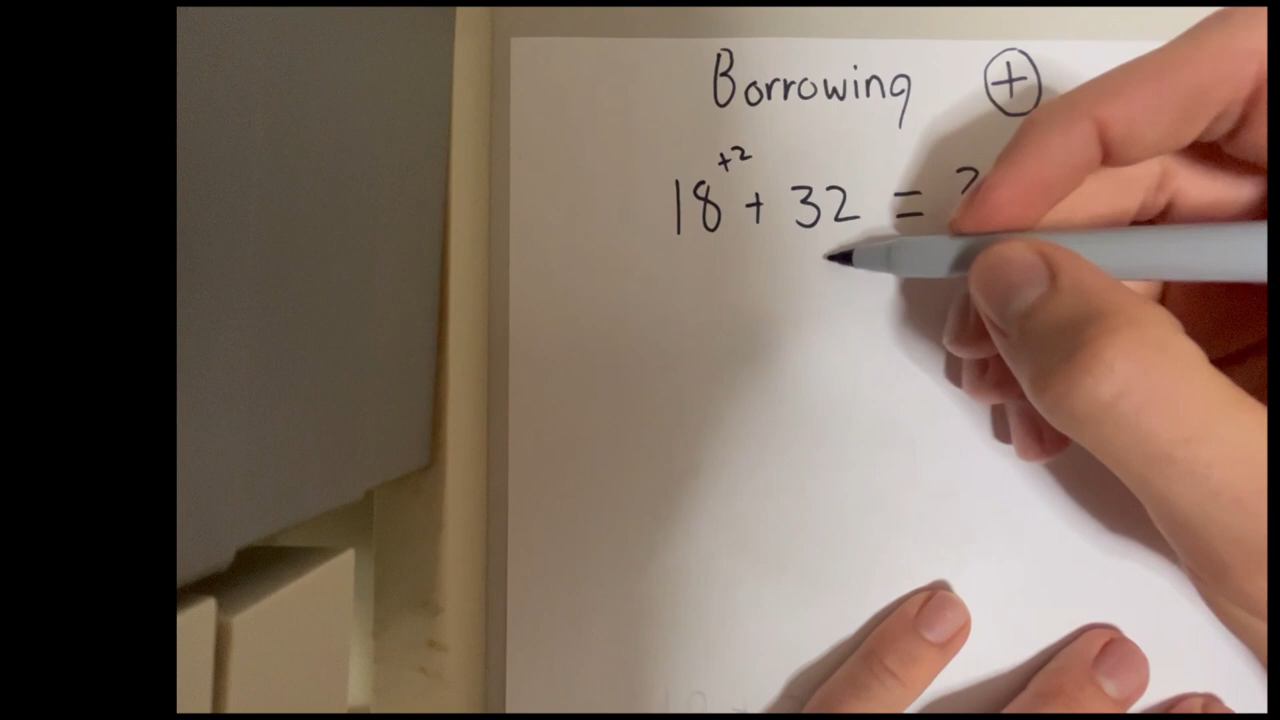 Borrowing +
+2
18 + 32 = ?